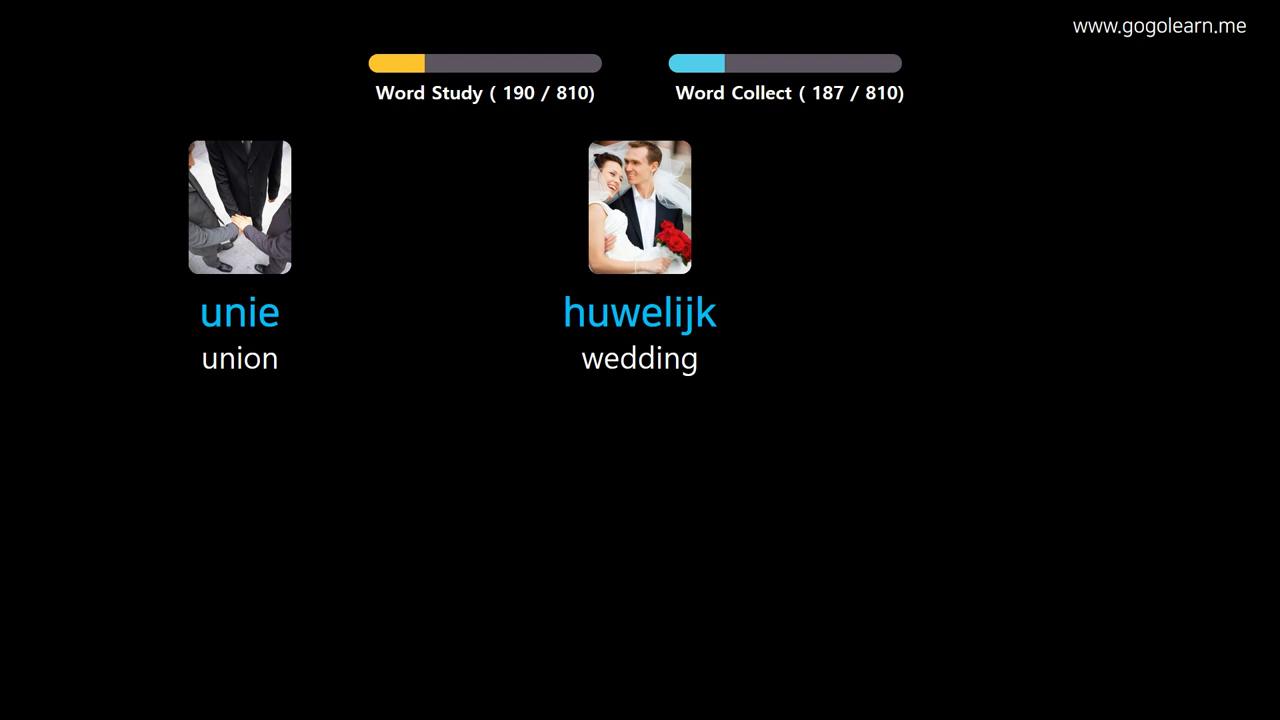 www.gogolearn.me
Word Study ( 190 / 810)
Word Collect ( 187 / 810)
unie
union
huwelijk
wedding